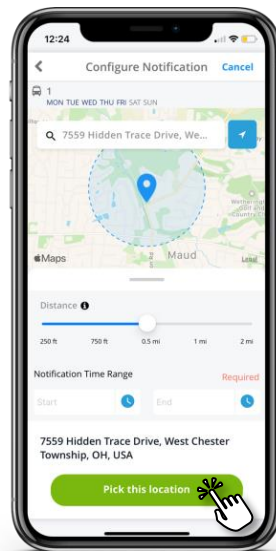 12:24
Configure Notification Cancel
1
MON TUE WED THU FRI SAT SUN
7559 Hidden Trace Drive, We...
Maud
Maps
Legal
Distance
250 ft 750 ft 0.5 mi 1 mi 2 mi
Notification Time Range Required
Start End
7559 Hidden Trace Drive, West Chester
Township, OH, USA
Pick this location